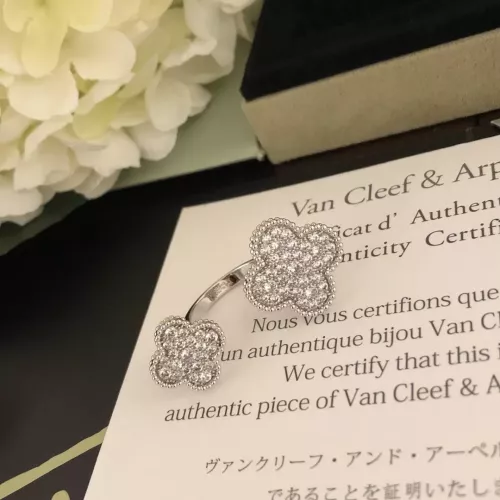 Van Cleef & Arp
icat d' Authen
nticity Certif
Nous vous certifions que
un authentique bijou Van Cl
We certify that this i
authentic piece of Van Cleef & A
ヴァンクリーフ・アンド・アーペル
であることを証明いたしま